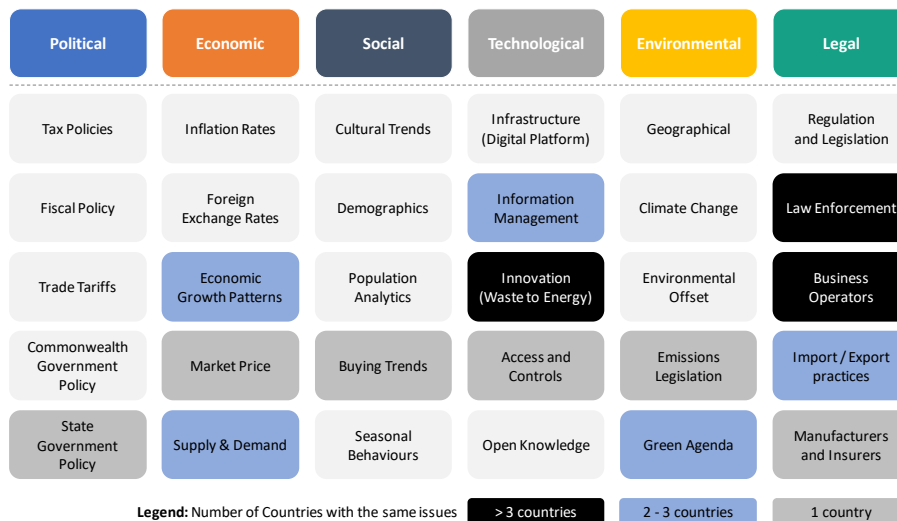 Political
Economic
Social
Technological
Environmental
Legal
Tax Policies
Inflation Rates
Cultural Trends
Infrastructure
(Digital Platform)
Geographical
Regulation
and Legislation
Fiscal Policy
Foreign
Exchange Rates
Demographics
Information
Management
Climate Change
Law Enforcement
Trade Tariffs
Economic
Growth Patterns
Population
Analytics
Innovation
(Waste to Energy)
Environmental
Offset
Business
Operators
Commonwealth
Government
Policy
Market Price
Buying Trends
Access and
Controls
Emissions
Legislation
Import / Export
practices
State
Government
Policy
Supply & Demand
Seasonal
Behaviours
Open Knowledge
Green Agenda
Manufacturers
and Insurers
Legend: Number of Countries with the same issues
> 3 countries
2 - 3 countries
1 country